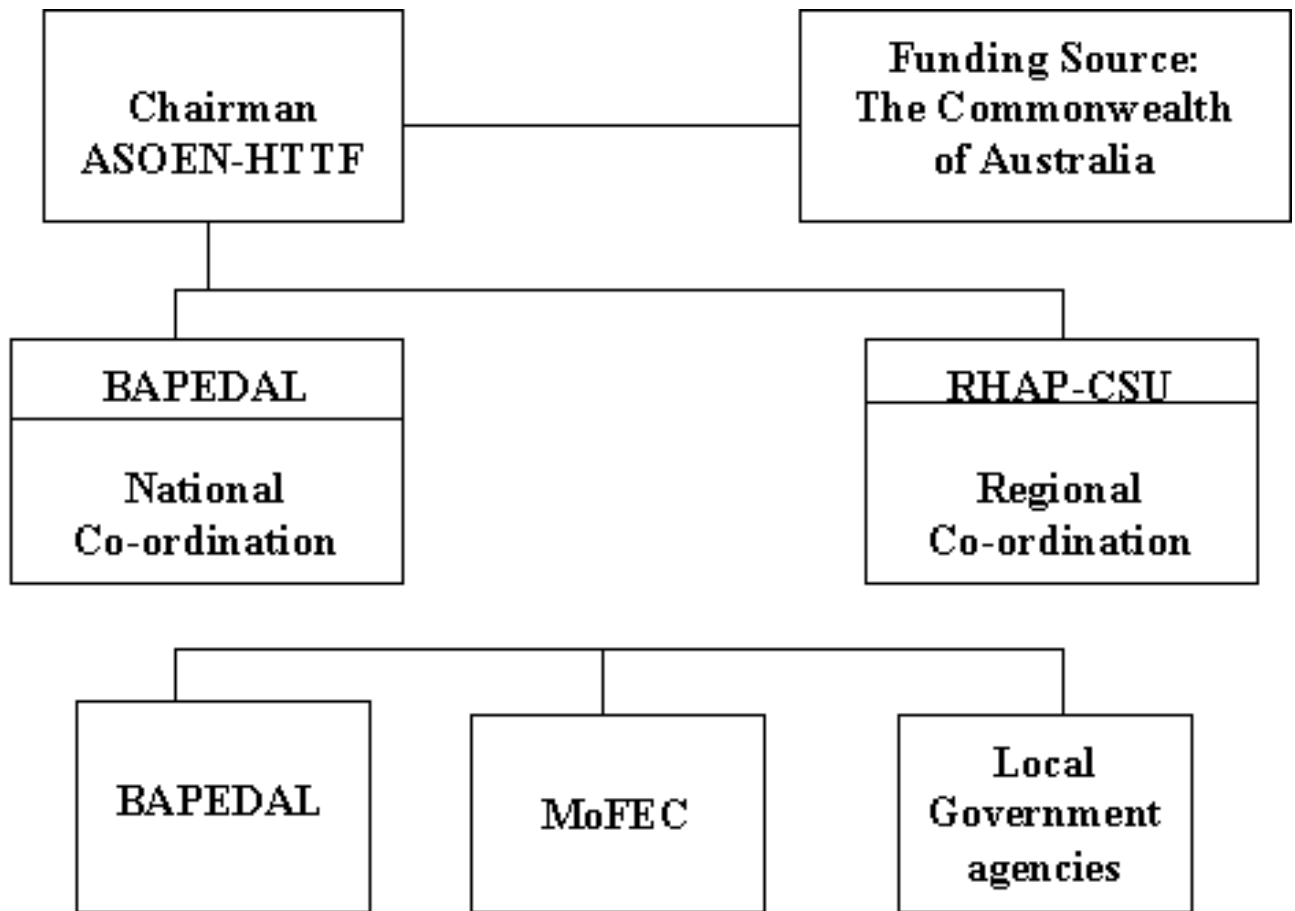 Chairman
ASOEN-HTTF
Funding Source:
The Commonwealth
of Australia
BAPEDAL
National
Co-ordination
RHAP-CSU
Regional
Co-ordination
BAPEDAL
MoFEC
Local
Government
agencies